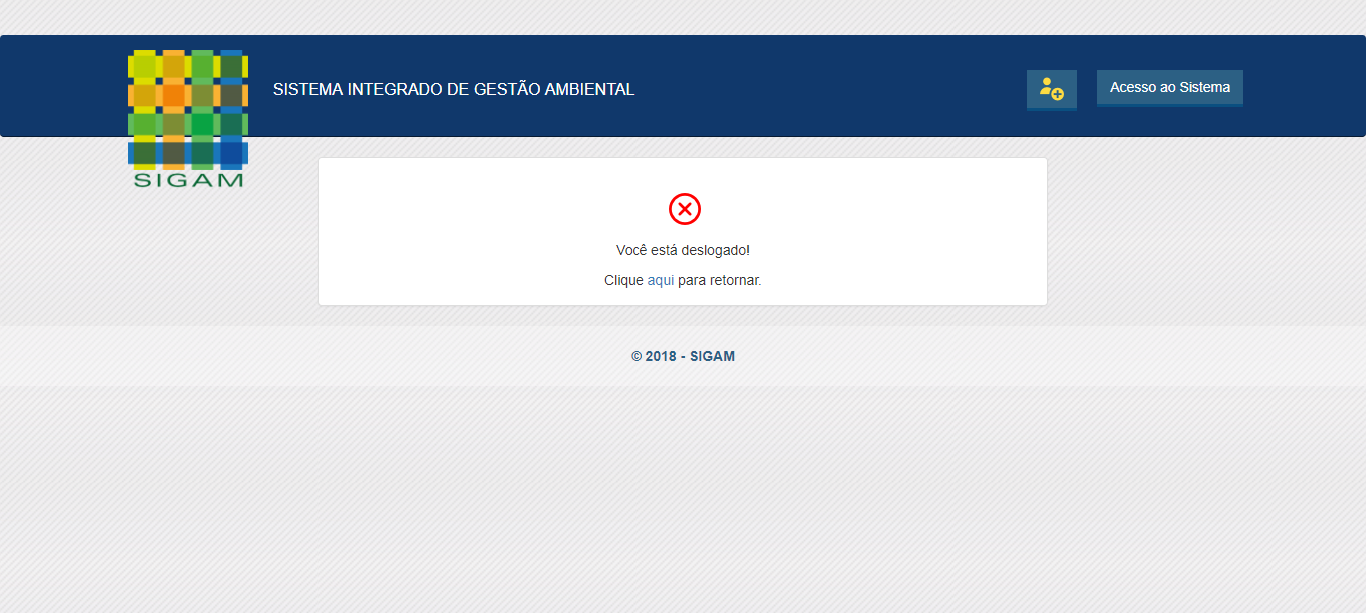 SISTEMA INTEGRADO DE GESTÃO AMBIENTAL
Acesso ao Sistema
SIGAM
Você está deslogado!
Clique aqui para retornar.
© 2018 - SIGAM